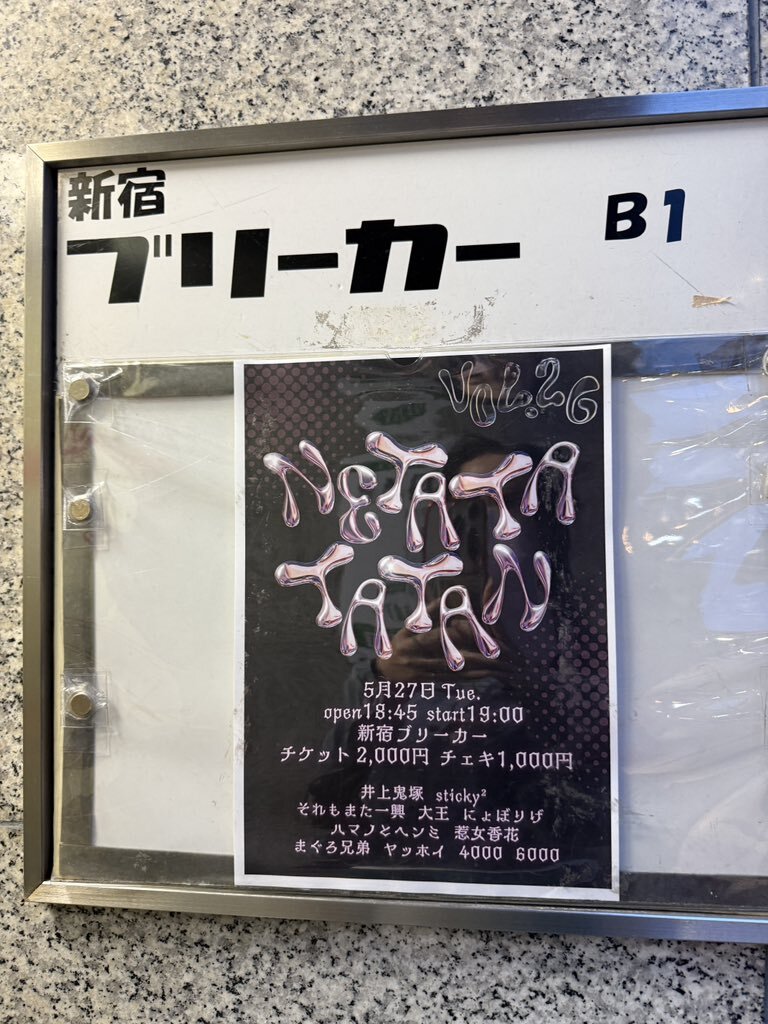 新宿
ブリーカー
B1
VOL.26
NETATA
TATAN
5月27日 Tue.
open18:45 start19:00
新宿ブリーカー
チケット2,000円 チェキ1,000円
井上鬼塚 sticky²
それもまた一興 大王 にょぼりげ
ハマノとヘンミ 惹女香花
まぐろ兄弟 ヤッホイ 4000 6000